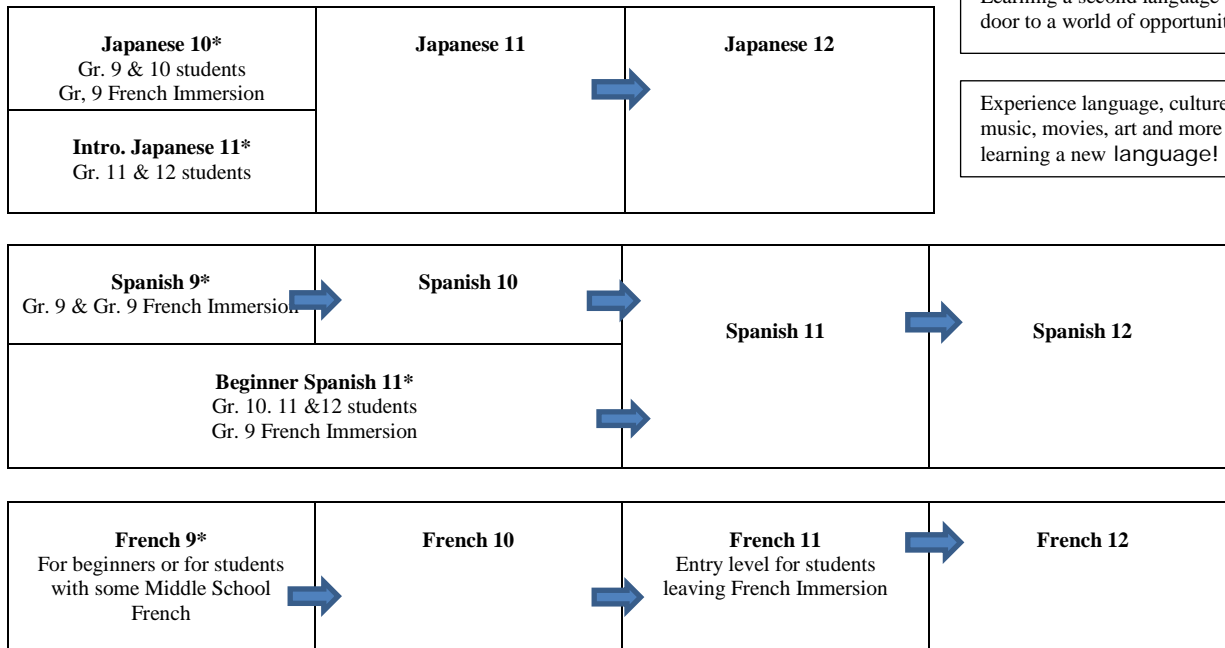 Learning a second language
door to a world of
Japanese 10*
Gr. 9 & 10 students
Gr, 9 French Immersion
Intro. Japanese 11*
Gr. 11 & 12 students
Japanese 11
Japanese 12
Experience language, culture
music, movies, art and more
learning a new language!
Spanish 9*
Gr. 9 & Gr. 9 French Immersion
Spanish 10
Beginner Spanish 11*
Gr. 10. 11 &12 students
Gr. 9 French Immersion
Spanish 11
Spanish 12
French 9*
For beginners or for students
with some Middle School
French
French 10
French 11
Entry level for students
leaving French Immersion
French 12